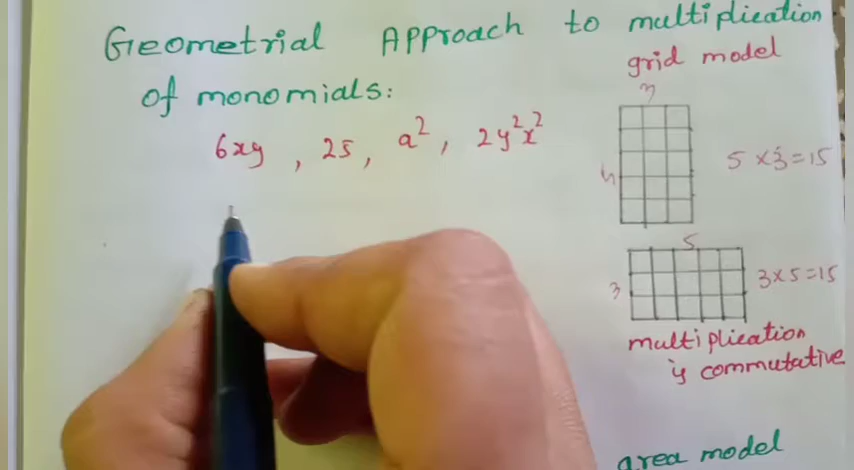 Geometrial Approach to multiplication
of monomials:
6xy , 25 , a² , 2y²x²
grid model
3
5
5 x 3 = 15
5
3
3 x 5 = 15
multiplication
is commutative
area model